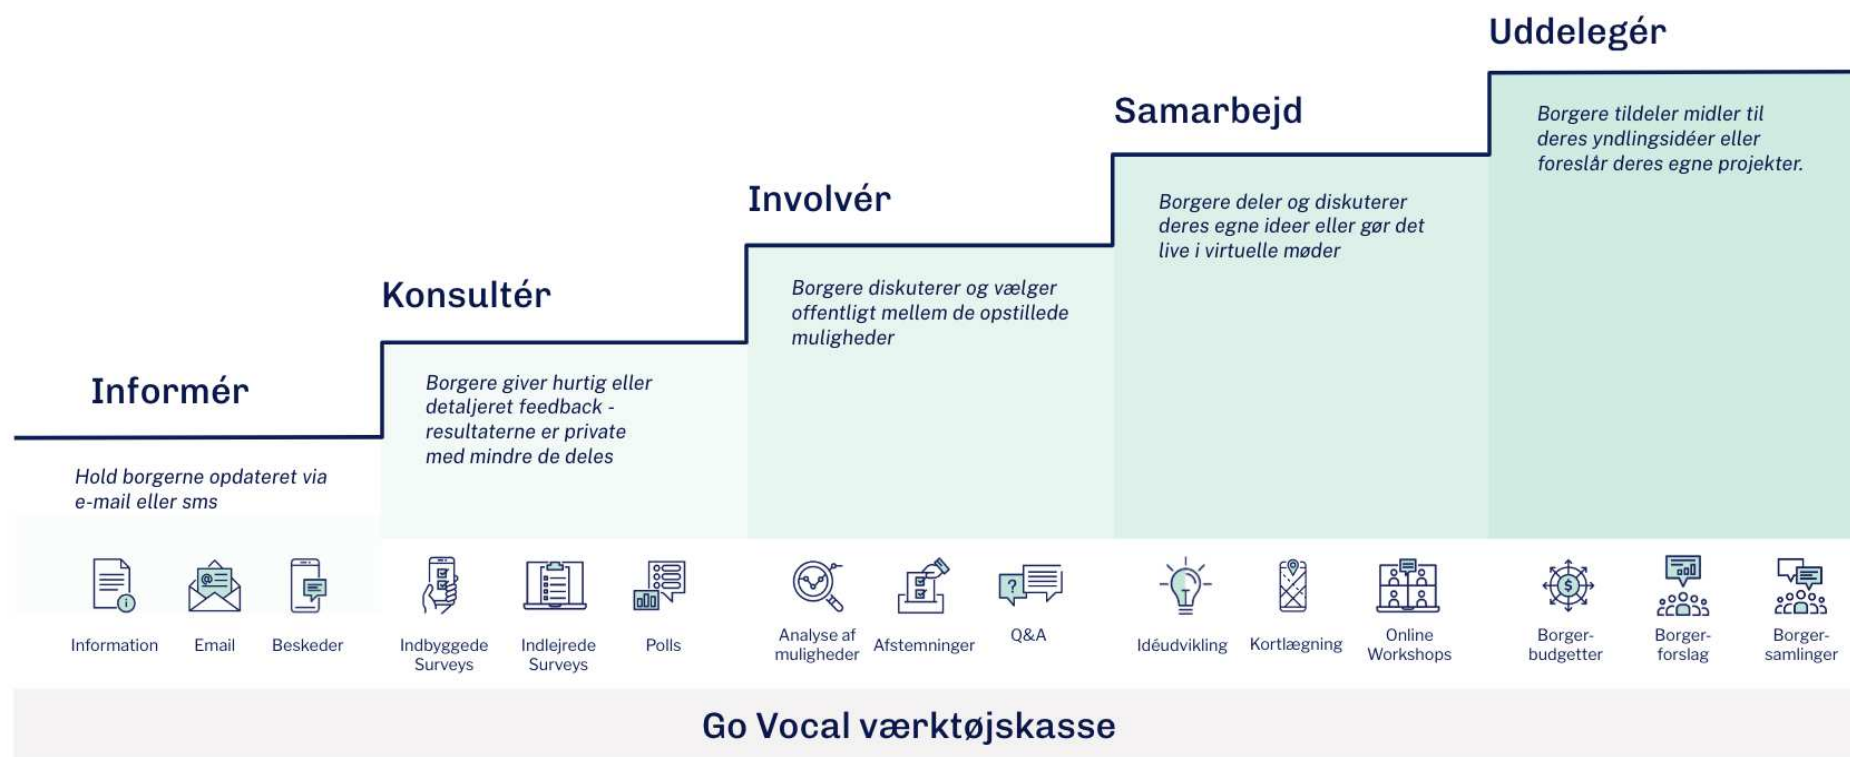 Informér
Hold borgerne opdateret via
e-mail eller sms
Information
Email
Beskeder
Konsultér
Borgere giver hurtig eller
detaljeret feedback -
resultaterne er private
med mindre de deles
Indbyggede
Surveys
Indlejrede
Surveys
Polls
Involvér
Borgere diskuterer og vælger
offentligt mellem de opstillede
muligheder
Analyse af
muligheder
Afstemninger
Q&A
Samarbejd
Borgere deler og diskuterer
deres egne ideer eller gør det
live i virtuelle møder
Idéudvikling
Kortlægning
Online
Workshops
Uddelegér
Borgere tildeler midler til
deres yndlingsidéer eller
foreslår deres egne projekter.
Borger-
budgetter
Borger-
forslag
Borger-
samlinger
Go Vocal værktøjskasse